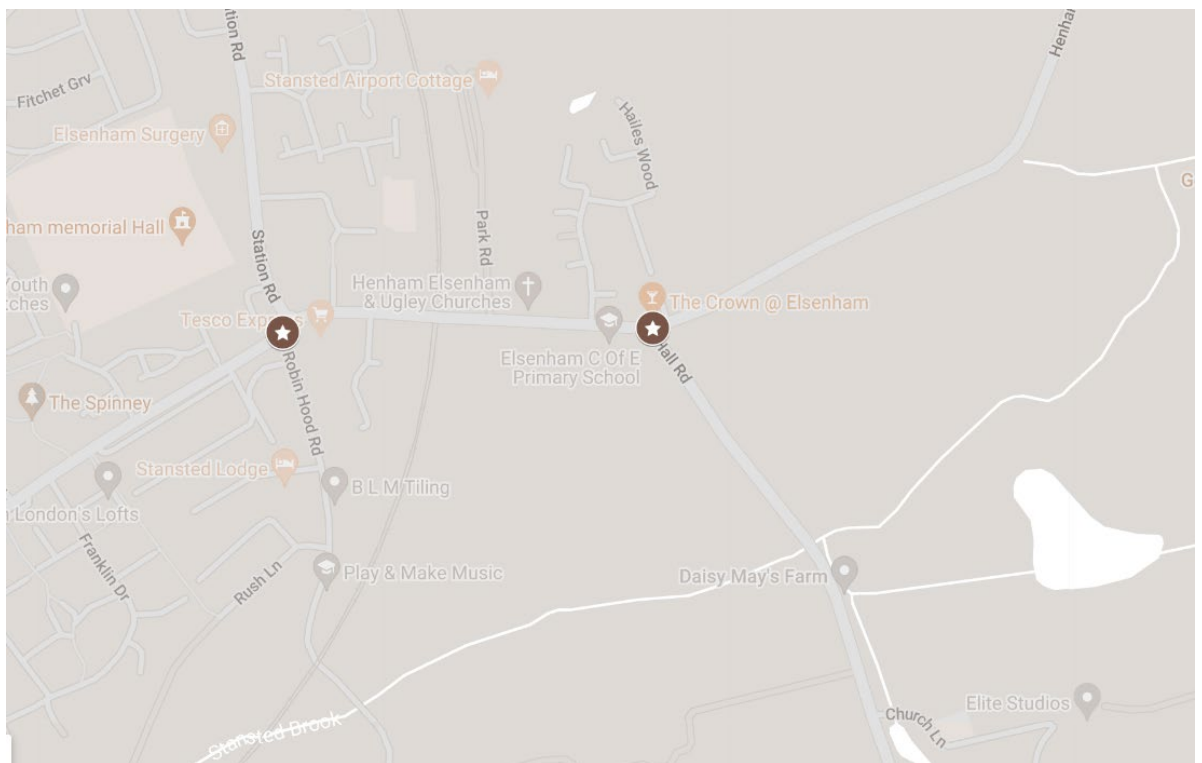 tation Rd
Henha
Fitchet Grv
Stansted Airport Cottage
Hailes Wood
Elsenham Surgery
G
ham memorial Hall
Park Rd
Station Rd
Youth
tches
Henham Elsenham
& Ugley Churches
The Crown @ Elsenham
Tesco Express
Elsenham C Of E
Primary School
Hall Rd
Robin Hood Rd
The Spinney
Stansted Lodge
B L M Tiling
n London's Lofts
Franklin Dr
Rush Ln
Play & Make Music
Daisy May's Farm
Elite Studios
Church Ln
Stansted Brook